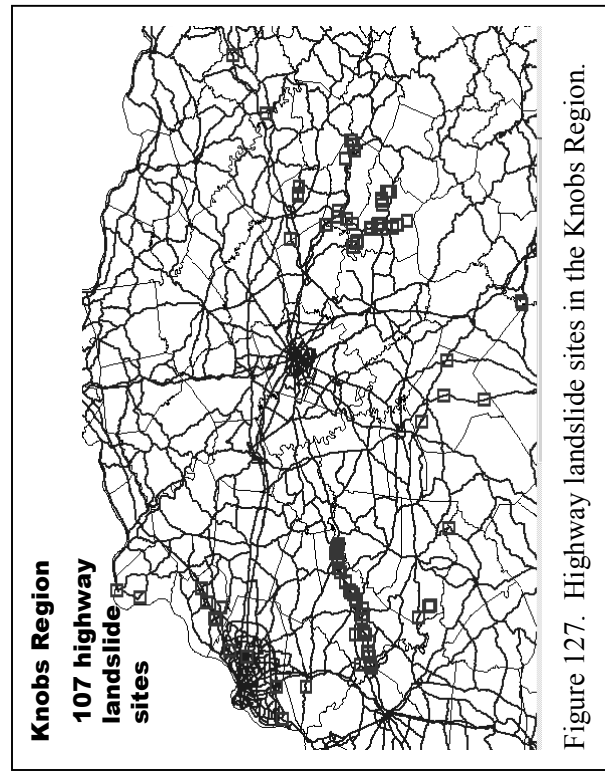 Knobs Region
107 highway
landslide
sites
Figure 127.  Highway landslide sites in the Knobs Region.